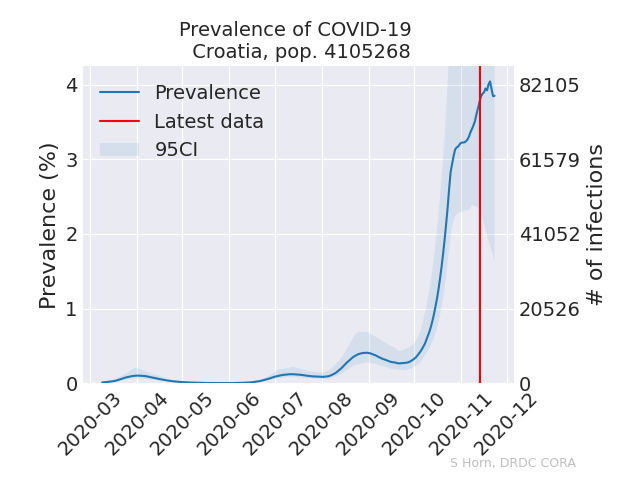 Prevalence of COVID-19
Croatia, pop. 4105268
Prevalence
Latest data
95CI
Prevalence (%)
4
3
2
1
0
82105
61579
41052
20526
0
# of infections
2020-03
2020-04
2020-05
2020-06
2020-07
2020-08
2020-09
2020-10
2020-11
2020-12
S Horn, DRDC CORA